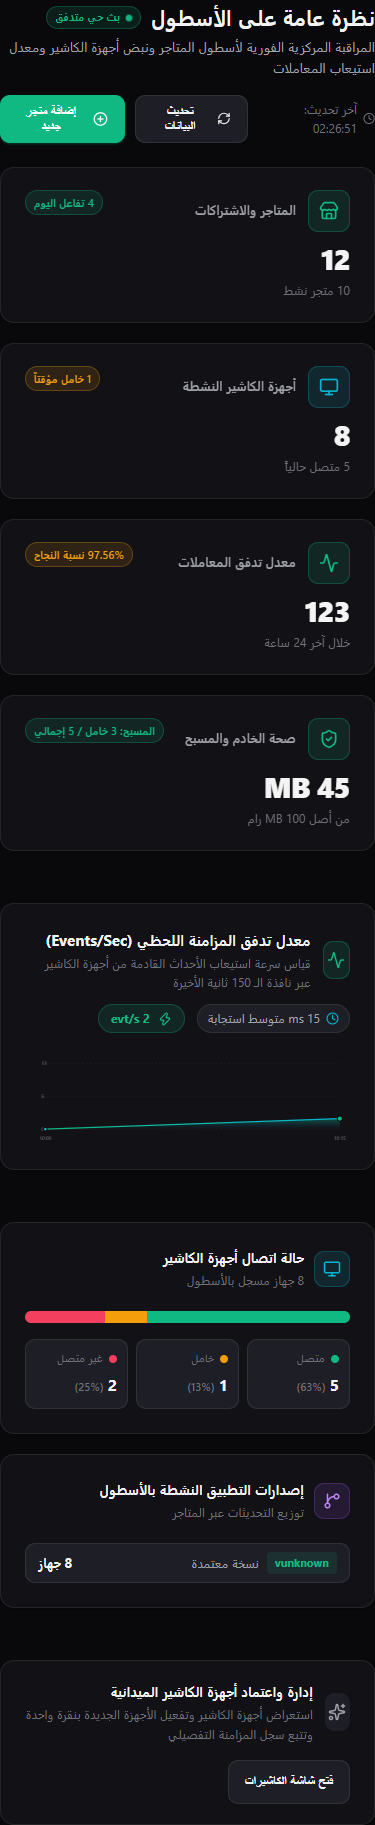 نظرة عامة على الأسطول
بث حي متدفق
المراقبة المركزية الفورية لأسطول المتاجر ونبض أجهزة الكاشير ومعدل
استيعاب المعاملات
آخر تحديث:
02:26:51
تحديث
البيانات
إضافة متجر
جديد
المتاجر والاشتراكات
4 تفاعل اليوم
12
10 متجر نشط
أجهزة الكاشير النشطة
1 خامل مؤقتاً
8
5 متصل حالياً
معدل تدفق المعاملات
97.56% نسبة النجاح
123
خلال آخر 24 ساعة
صحة الخادم والمسبح
المسبح: 3 خامل / 5 إجمالي
45 MB
من أصل 100 MB رام
معدل تدفق المزامنة اللحظي (Events/Sec)
قياس سرعة استيعاب الأحداث القادمة من أجهزة الكاشير
عبر نافذة الـ 150 ثانية الأخيرة
15 ms متوسط استجابة
2 evt/s
حالة اتصال أجهزة الكاشير
8 جهاز مسجل بالأسطول
متصل
5 (63%)
خامل
1 (13%)
غير متصل
2 (25%)
إصدارات التطبيق النشطة بالأسطول
توزيع التحديثات عبر المتاجر
vunknown
نسخة معتمدة
8 جهاز
إدارة واعتماد أجهزة الكاشير الميدانية
استعراض أجهزة الكاشير وتفعيل الأجهزة الجديدة بنقرة واحدة
وتتبع سجل المزامنة التفصيلي
فتح شاشة الكاشيرات